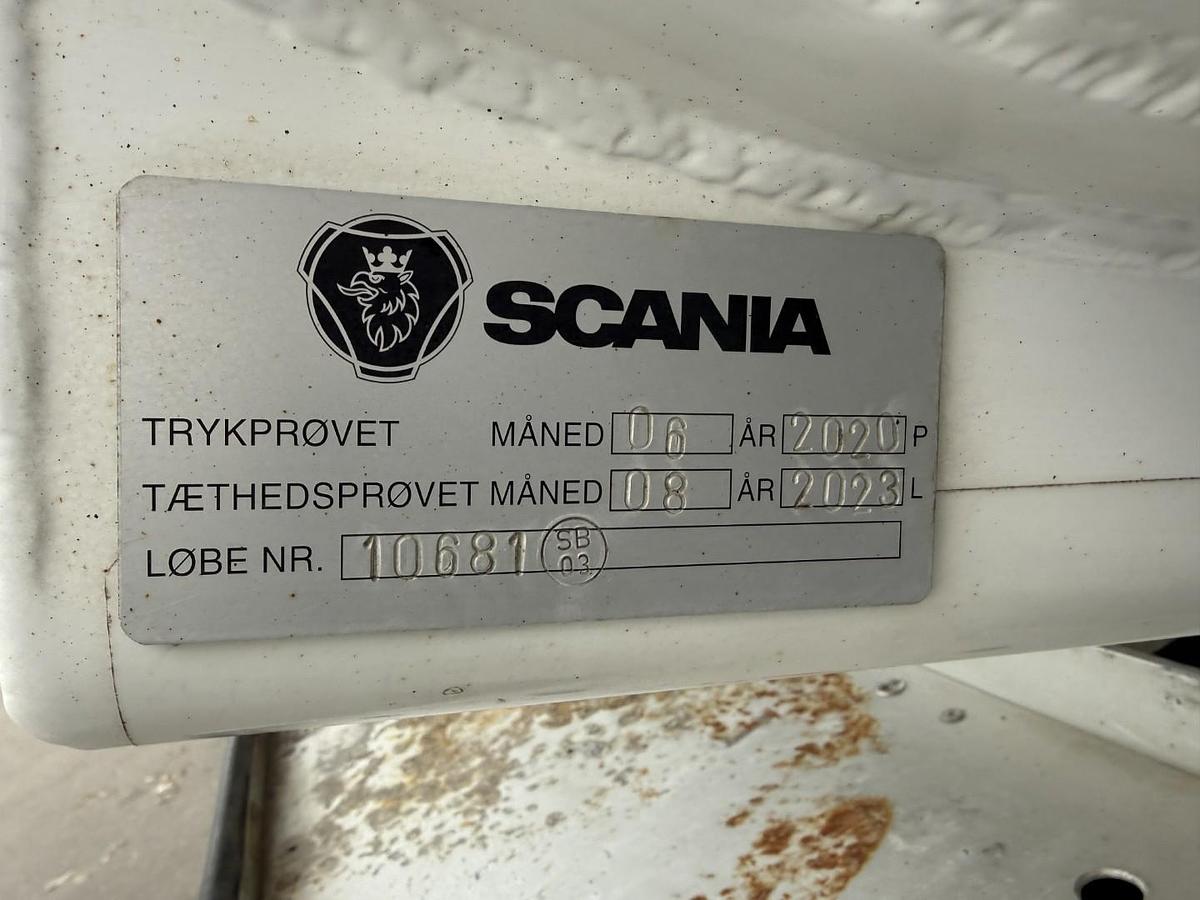 SCANIA
TRYKPRØVET MÅNED 06 ÅR 2020 P
TÆTHEDSPRØVET MÅNED 08 ÅR 2023 L
LØBE NR. 10681 SB 03